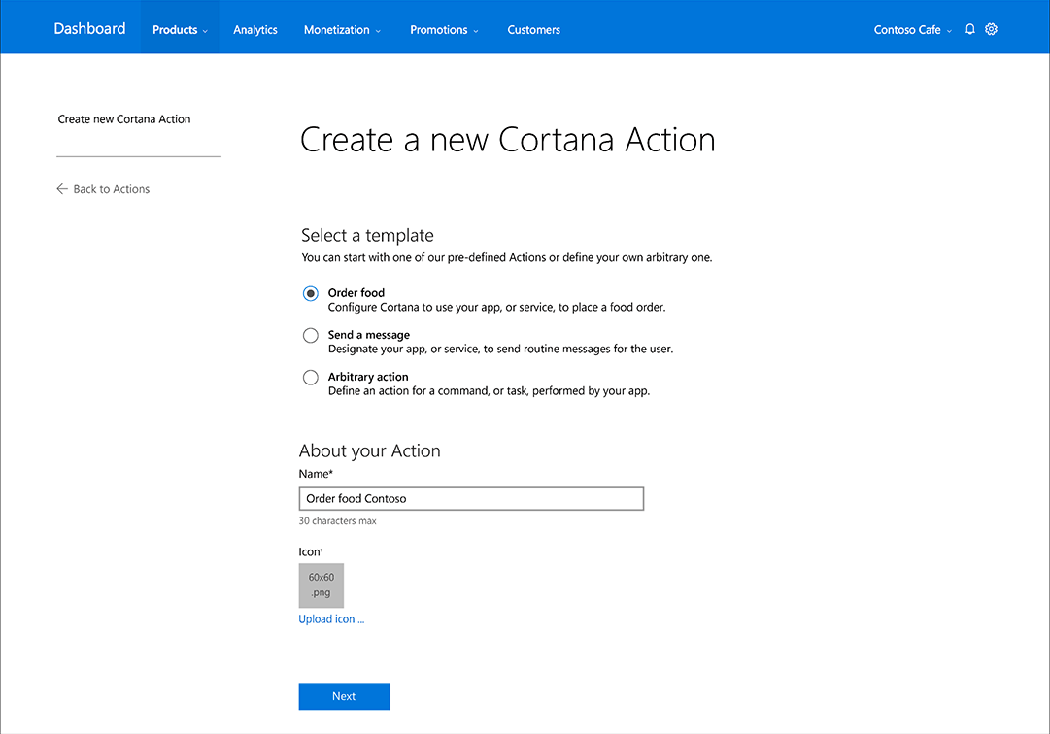 Dashboard Products Analytics Monetization Promotions Customers Contoso Cafe
Create new Cortana Action
Back to Actions
Create a new Cortana Action
Select a template
You can start with one of our pre-defined Actions or define your own arbitrary one.
Order food
Configure Cortana to use your app, or service, to place a food order.
Send a message
Designate your app, or service, to send routine messages for the user.
Arbitrary action
Define an action for a command, or task, performed by your app.
About your Action
Name*
Order food Contoso
30 characters max
Icon*
60x60
.png
Upload icon ...
Next